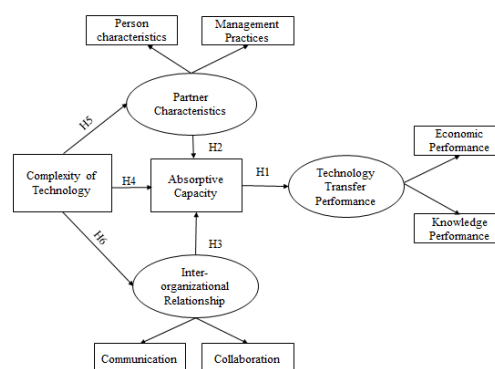 Person
characteristics
Management
Practices
Partner
Characteristics
H5
H2
Economic
Performance
Complexity of
Technology
H4
Absorptive
Capacity
H1
Technology
Transfer
Performance
Knowledge
Performance
H6
H3
Inter-
organizational
Relationship
Communication
Collaboration